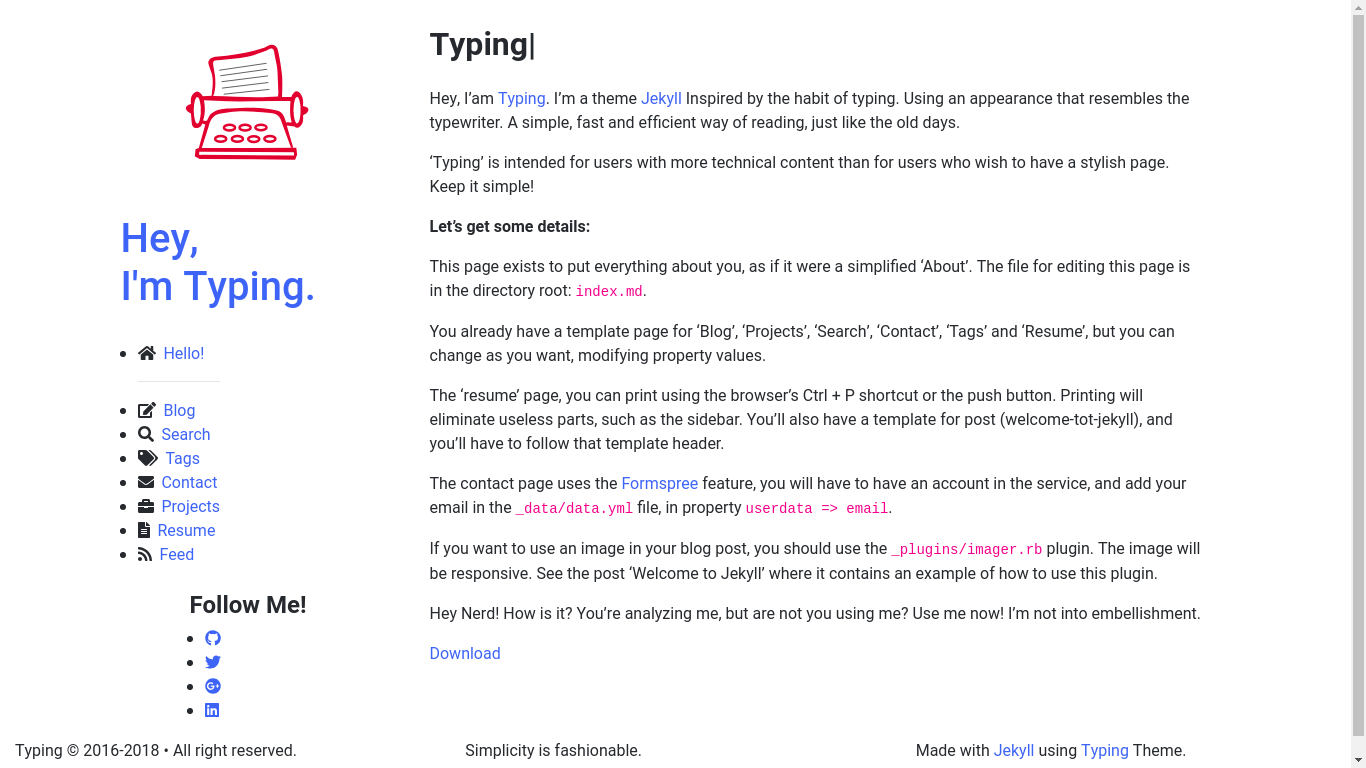 Hey,
I'm Typing.
Hello!
Blog
Search
Tags
Contact
Projects
Resume
Feed
Follow Me!
Typing|
Hey, I’am Typing. I’m a theme Jekyll Inspired by the habit of typing. Using an appearance that resembles the
typewriter. A simple, fast and efficient way of reading, just like the old days.
‘Typing’ is intended for users with more technical content than for users who wish to have a stylish page.
Keep it simple!
Let’s get some details:
This page exists to put everything about you, as if it were a simplified ‘About’. The file for editing this page is
in the directory root: index.md.
You already have a template page for ‘Blog’, ‘Projects’, ‘Search’, ‘Contact’, ‘Tags’ and ‘Resume’, but you can
change as you want, modifying property values.
The ‘resume’ page, you can print using the browser’s Ctrl + P shortcut or the push button. Printing will
eliminate useless parts, such as the sidebar. You’ll also have a template for post (welcome-tot-jekyll), and
you’ll have to follow that template header.
The contact page uses the Formspree feature, you will have to have an account in the service, and add your
email in the _data/data.yml file, in property userdata => email.
If you want to use an image in your blog post, you should use the _plugins/imager.rb plugin. The image will
be responsive. See the post ‘Welcome to Jekyll’ where it contains an example of how to use this plugin.
Hey Nerd! How is it? You’re analyzing me, but are not you using me? Use me now! I’m not into embellishment.
Download
Typing © 2016-2018 • All right reserved.
Simplicity is fashionable.
Made with Jekyll using Typing Theme.